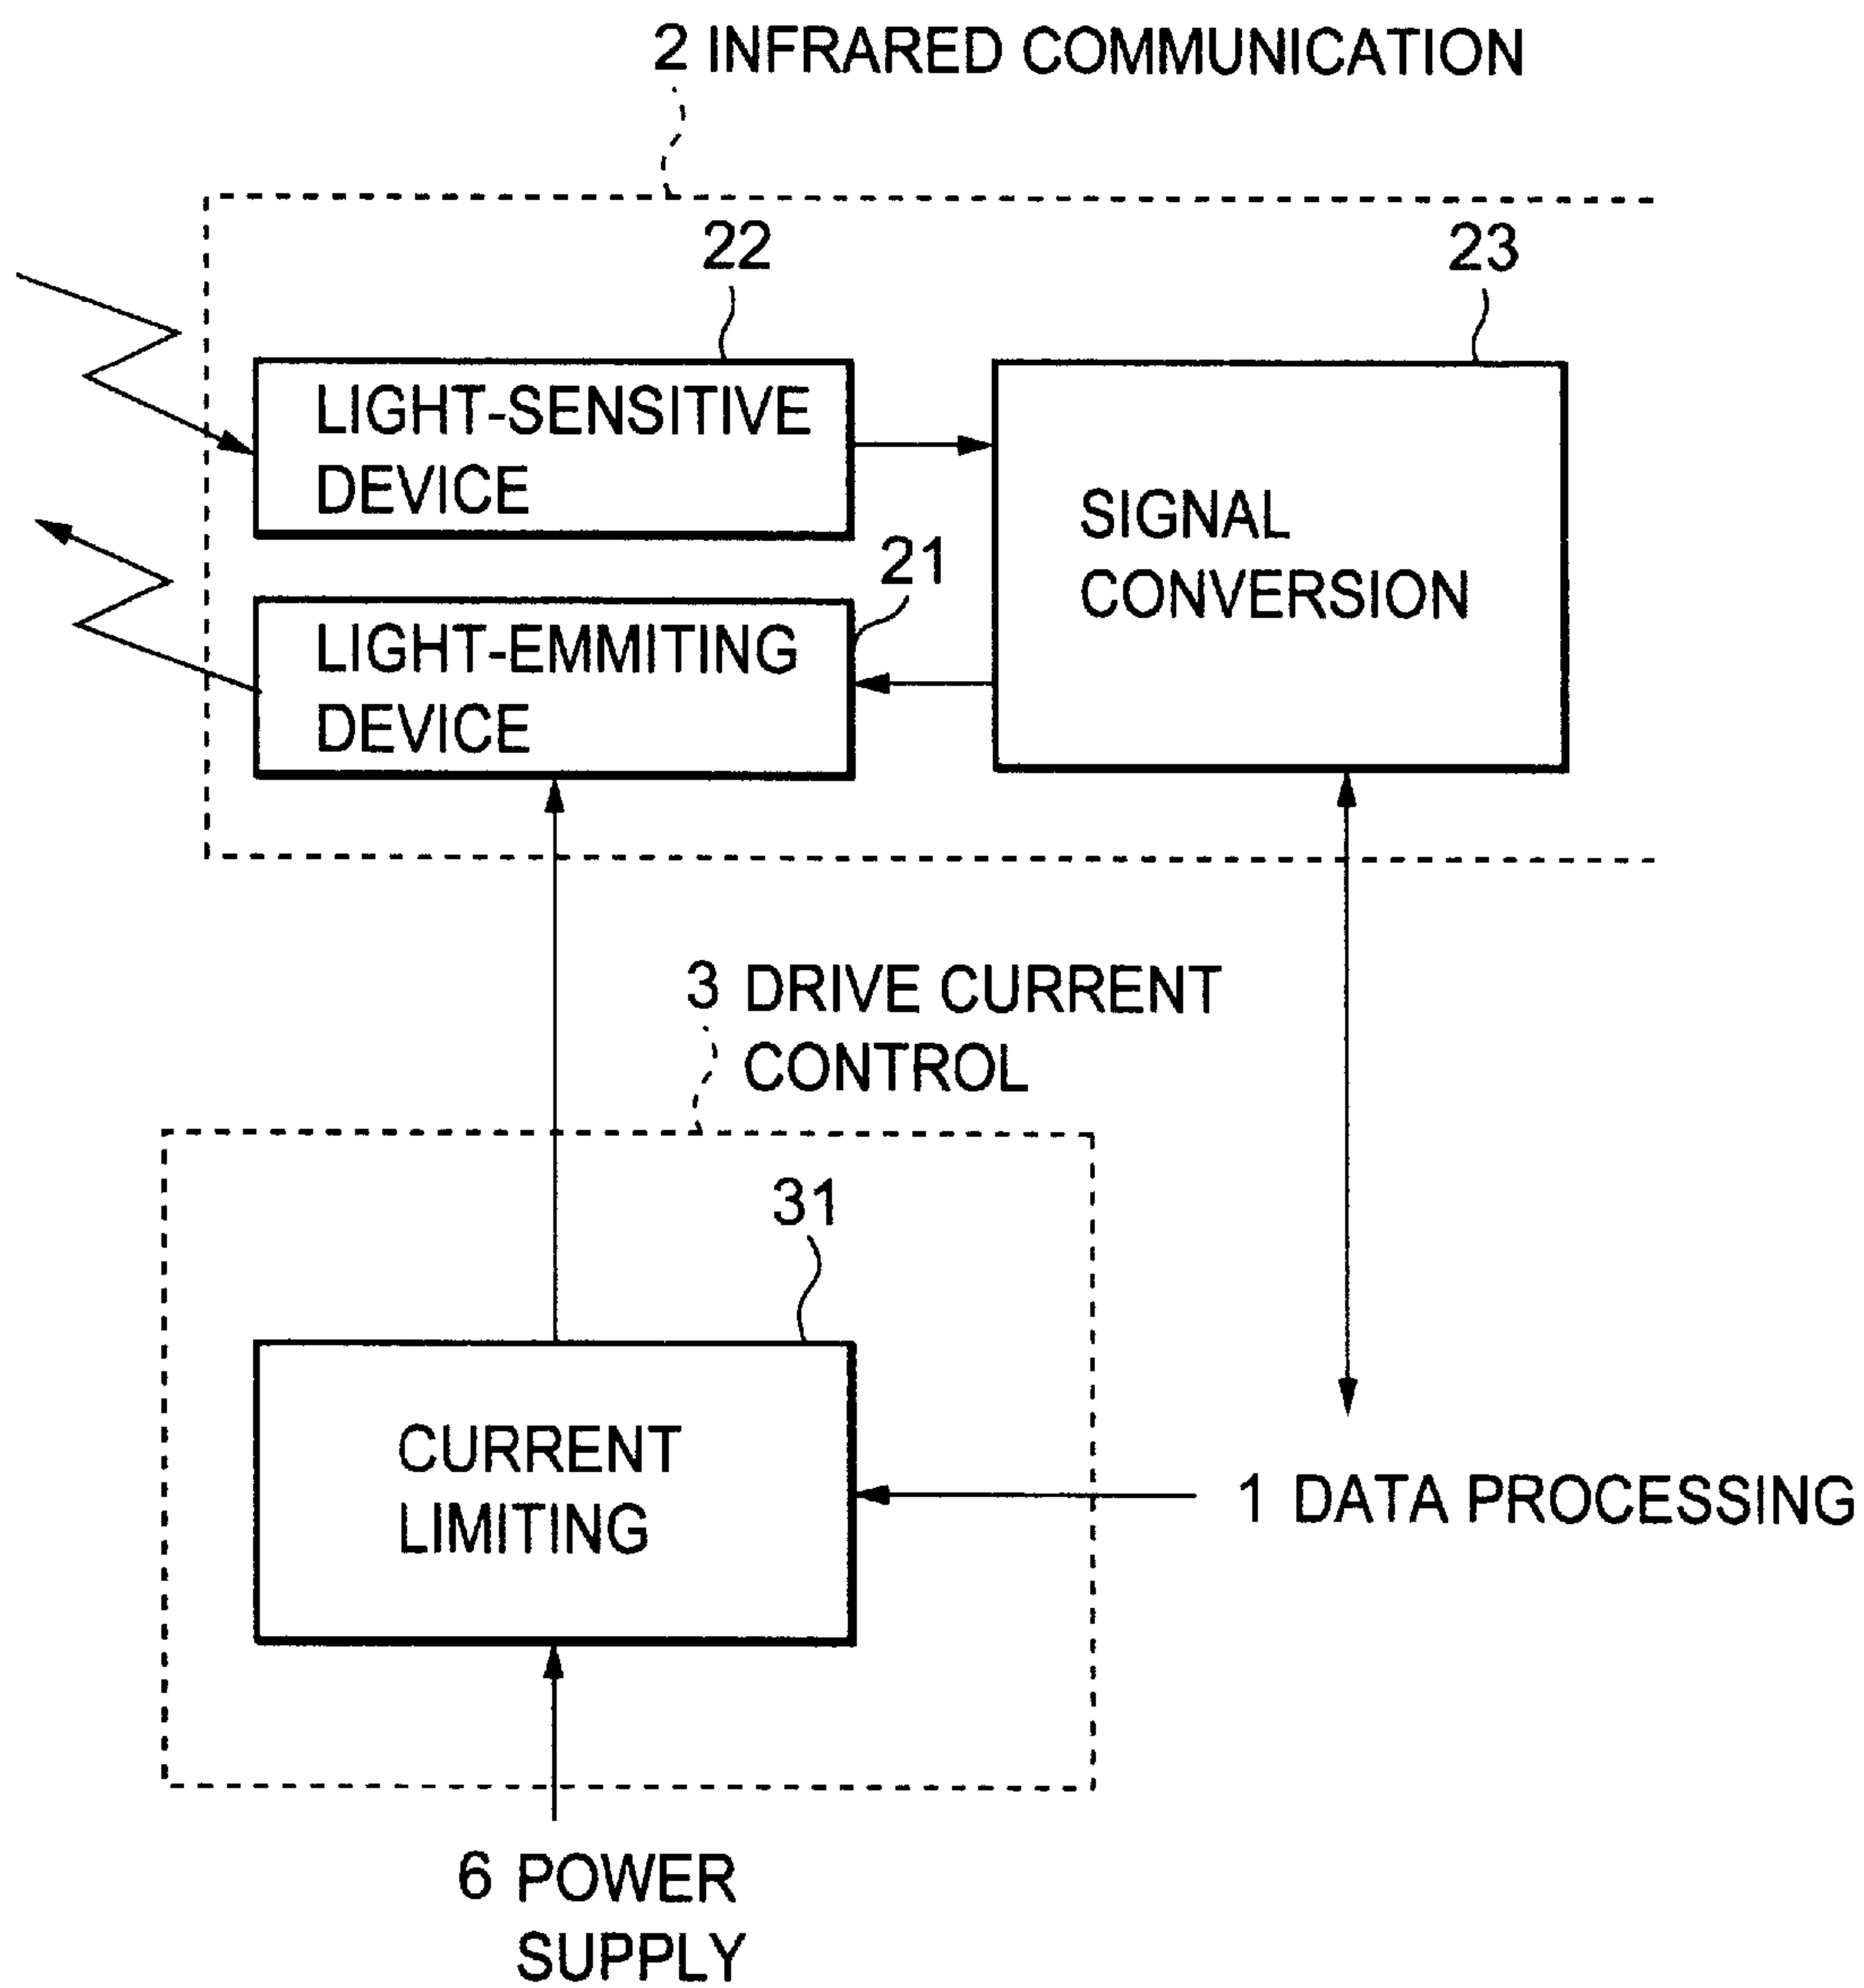 2 INFRARED COMMUNICATION
22
23
LIGHT-SENSITIVE
DEVICE
SIGNAL
CONVERSION
21
LIGHT-EMMITING
DEVICE
3 DRIVE CURRENT
CONTROL
31
CURRENT
LIMITING
1 DATA PROCESSING
6 POWER
SUPPLY